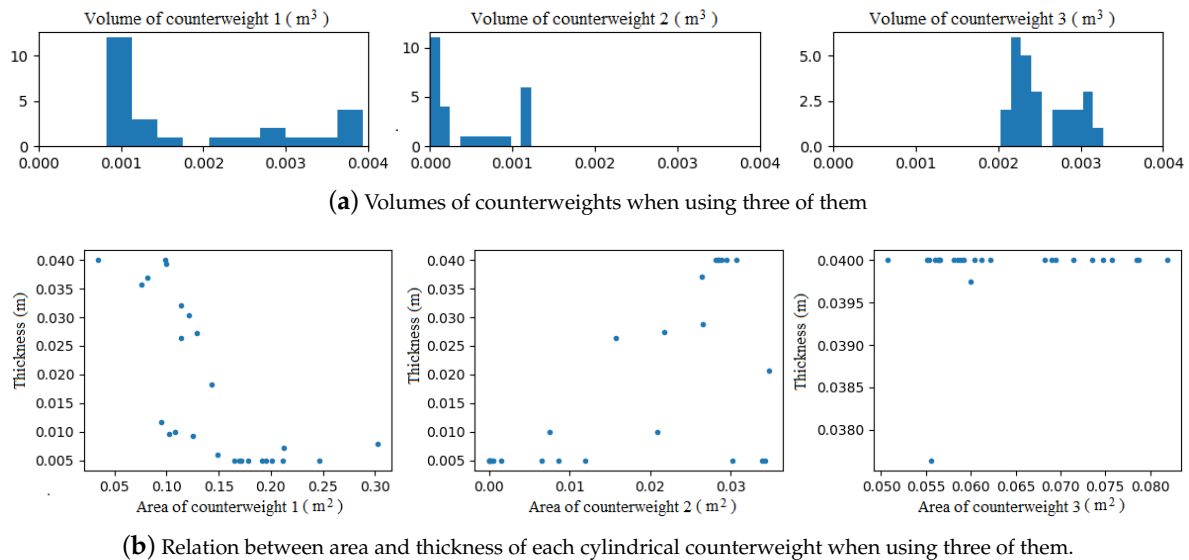 Volume of counterweight 1 ( m³ )
Volume of counterweight 2 ( m³ )
Volume of counterweight 3 ( m³ )
10
5
0
0.000 0.001 0.002 0.003 0.004
10
5
0
0.000 0.001 0.002 0.003 0.004
5.0
2.5
0.0
0.000 0.001 0.002 0.003 0.004
(a) Volumes of counterweights when using three of them
Thickness (m)
0.040
0.035
0.030
0.025
0.020
0.015
0.010
0.005
0.05 0.10 0.15 0.20 0.25 0.30
Area of counterweight 1 ( m² )
Thickness (m)
0.040
0.035
0.030
0.025
0.020
0.015
0.010
0.005
0.00 0.01 0.02 0.03
Area of counterweight 2 ( m² )
Thickness (m)
0.0400
0.0395
0.0390
0.0385
0.0380
0.050 0.055 0.060 0.065 0.070 0.075 0.080
Area of counterweight 3 ( m² )
(b) Relation between area and thickness of each cylindrical counterweight when using three of them.